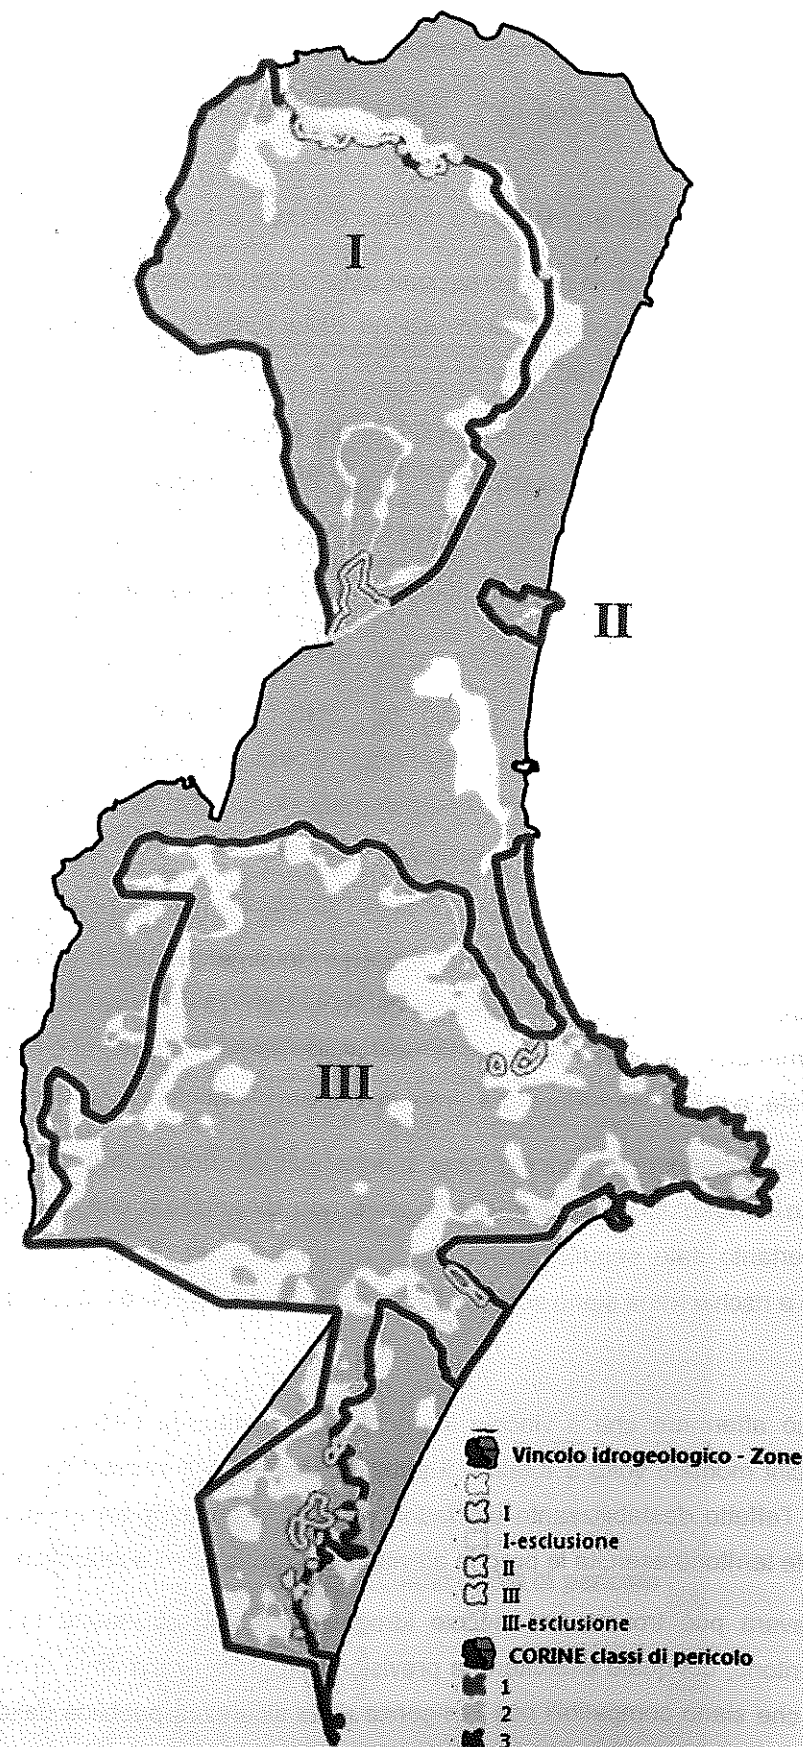 I
II
III
Vincolo idrogeologico - Zone
I
I-esclusione
II
III
III-esclusione
CORINE classi di pericolo
1
2
3